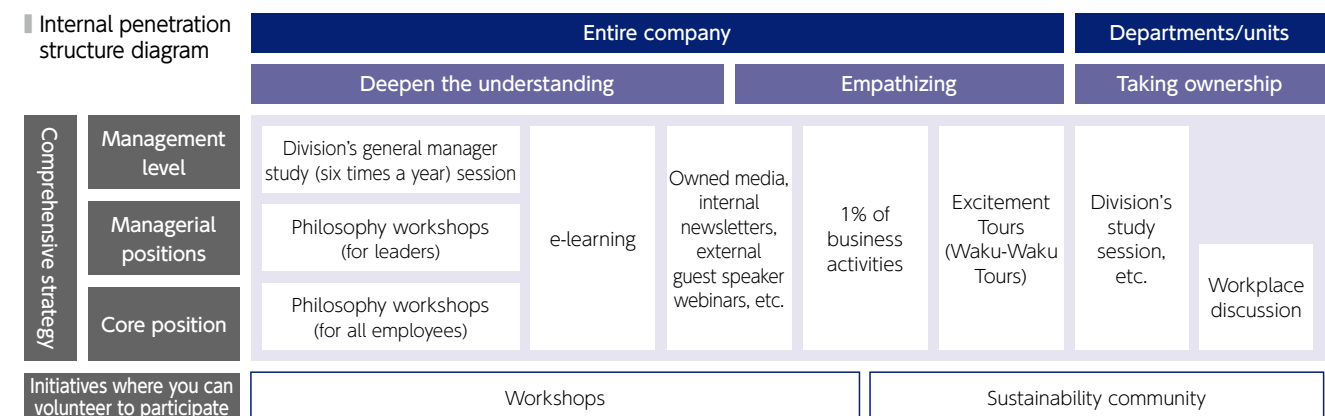 Internal penetration
structure diagram
Entire company
Departments/units
Deepen the understanding
Empathizing
Taking ownership
Comprehensive strategy
Management
level
Managerial
positions
Core position
Division's general manager
study (six times a year) session
Philosophy workshops
(for leaders)
Philosophy workshops
(for all employees)
e-learning
Owned media,
internal
newsletters,
external
guest speaker
webinars, etc.
1% of
business
activities
Excitement
Tours
(Waku-Waku
Tours)
Division's
study
session,
etc.
Workplace
discussion
Initiatives where you can
volunteer to participate
Workshops
Sustainability community